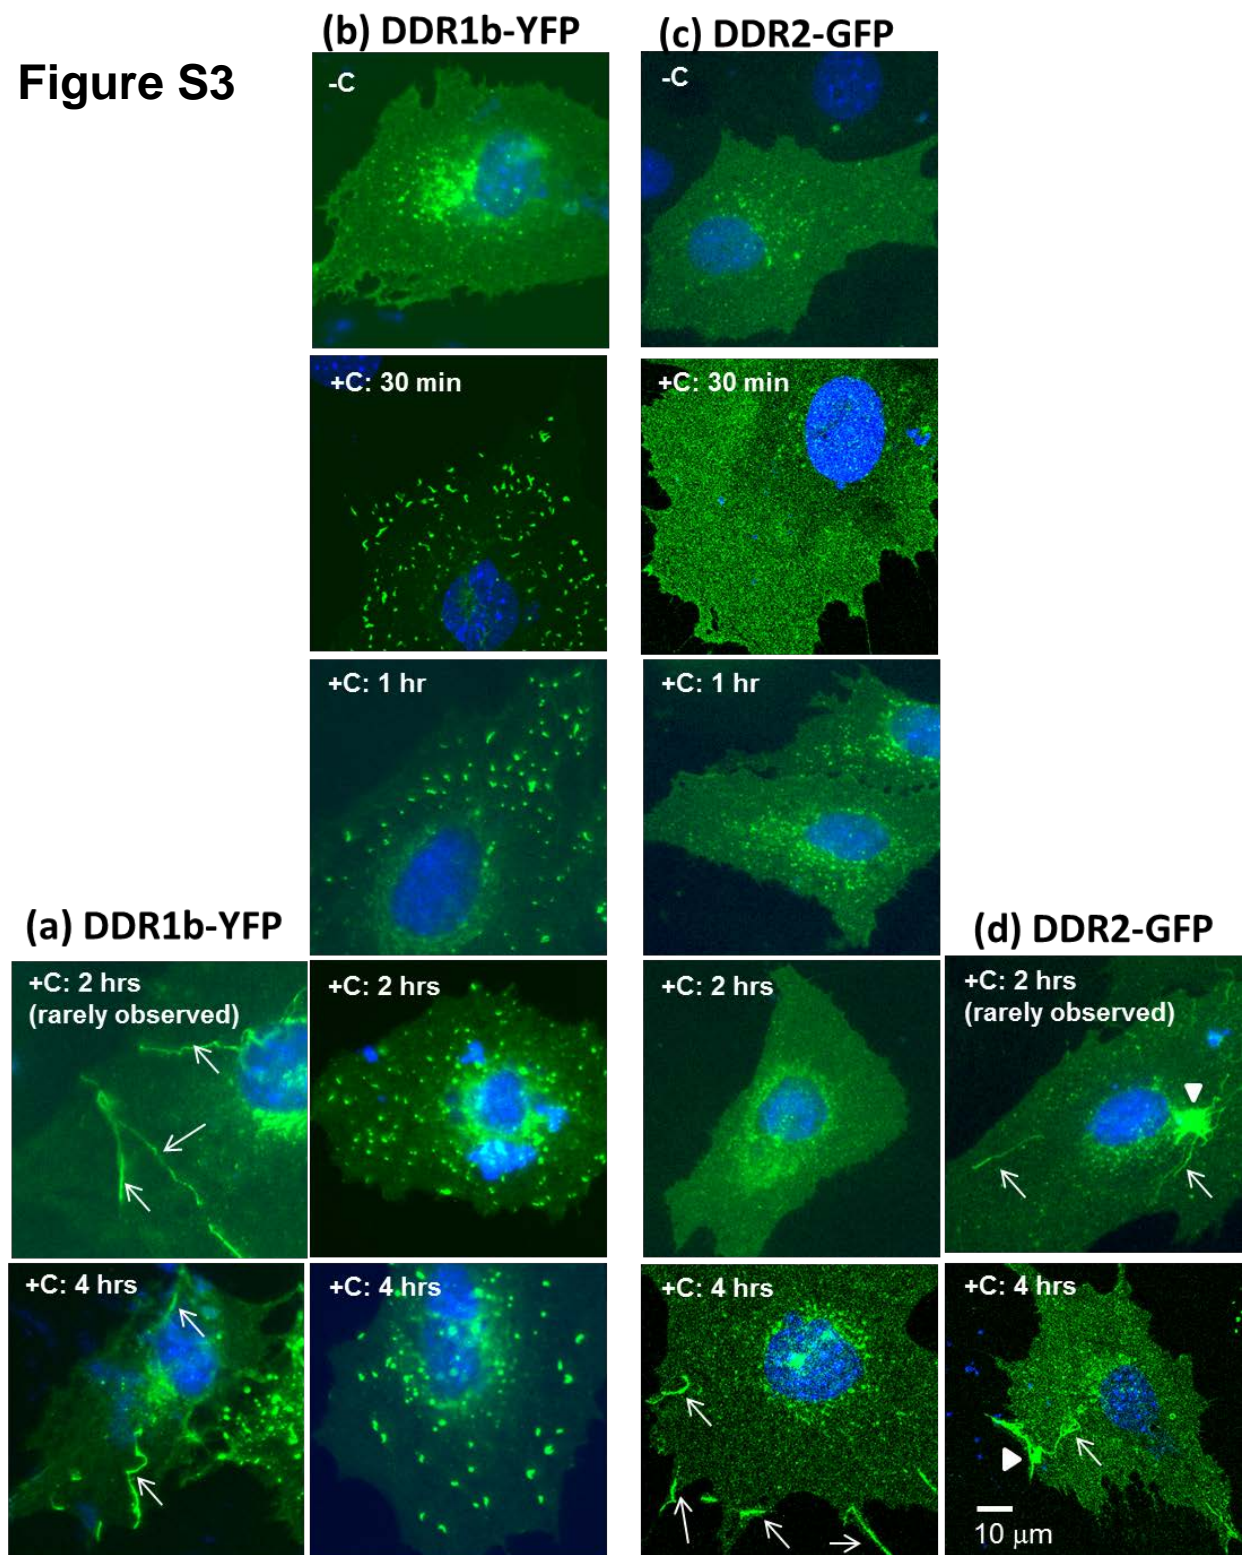 Figure S3
(b) DDR1b-YFP
(c) DDR2-GFP
-C
-C
+C: 30 min
+C: 30 min
+C: 1 hr
+C: 1 hr
(a) DDR1b-YFP
(d) DDR2-GFP
+C: 2 hrs
(rarely observed)
+C: 2 hrs
+C: 2 hrs
+C: 2 hrs
(rarely observed)
+C: 4 hrs
+C: 4 hrs
+C: 4 hrs
+C: 4 hrs
10 μm